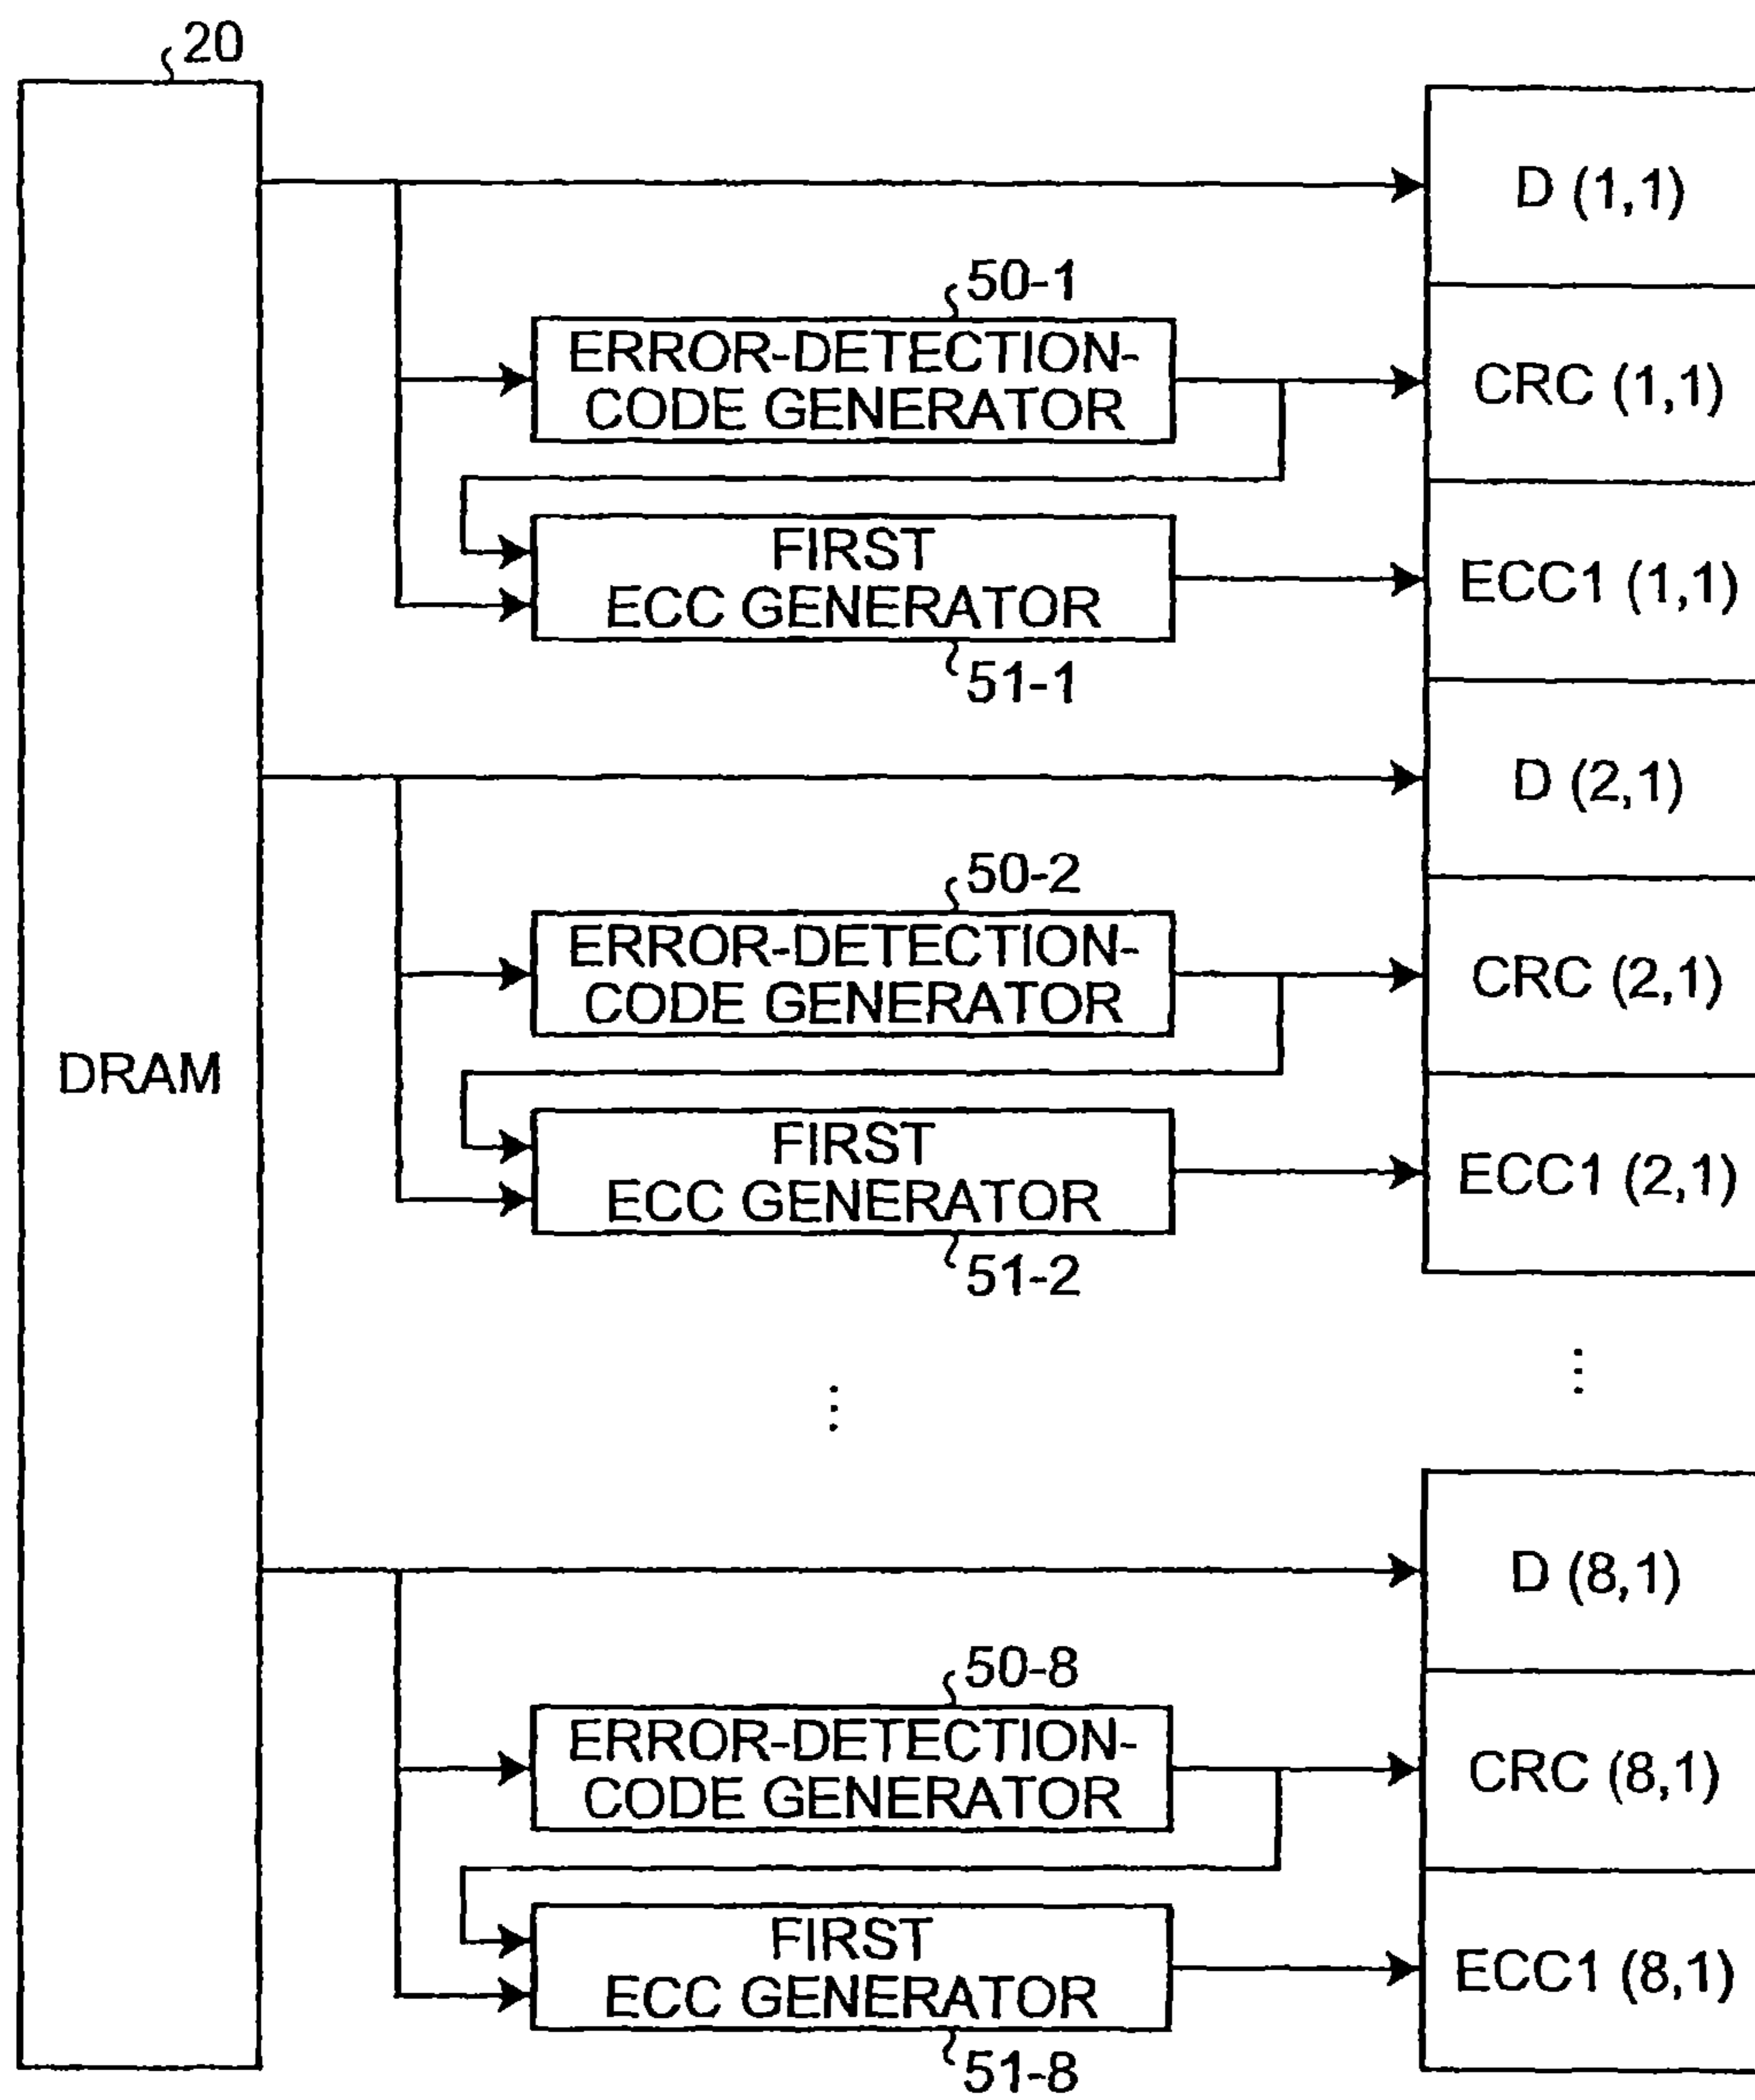 20
D (1,1)
50-1
ERROR-DETECTION-
CODE GENERATOR
CRC (1,1)
FIRST
ECC GENERATOR
ECC1 (1,1)
51-1
D (2,1)
50-2
ERROR-DETECTION-
CODE GENERATOR
CRC (2,1)
DRAM
FIRST
ECC GENERATOR
ECC1 (2,1)
51-2
⋮
⋮
D (8,1)
50-8
ERROR-DETECTION-
CODE GENERATOR
CRC (8,1)
FIRST
ECC GENERATOR
ECC1 (8,1)
51-8